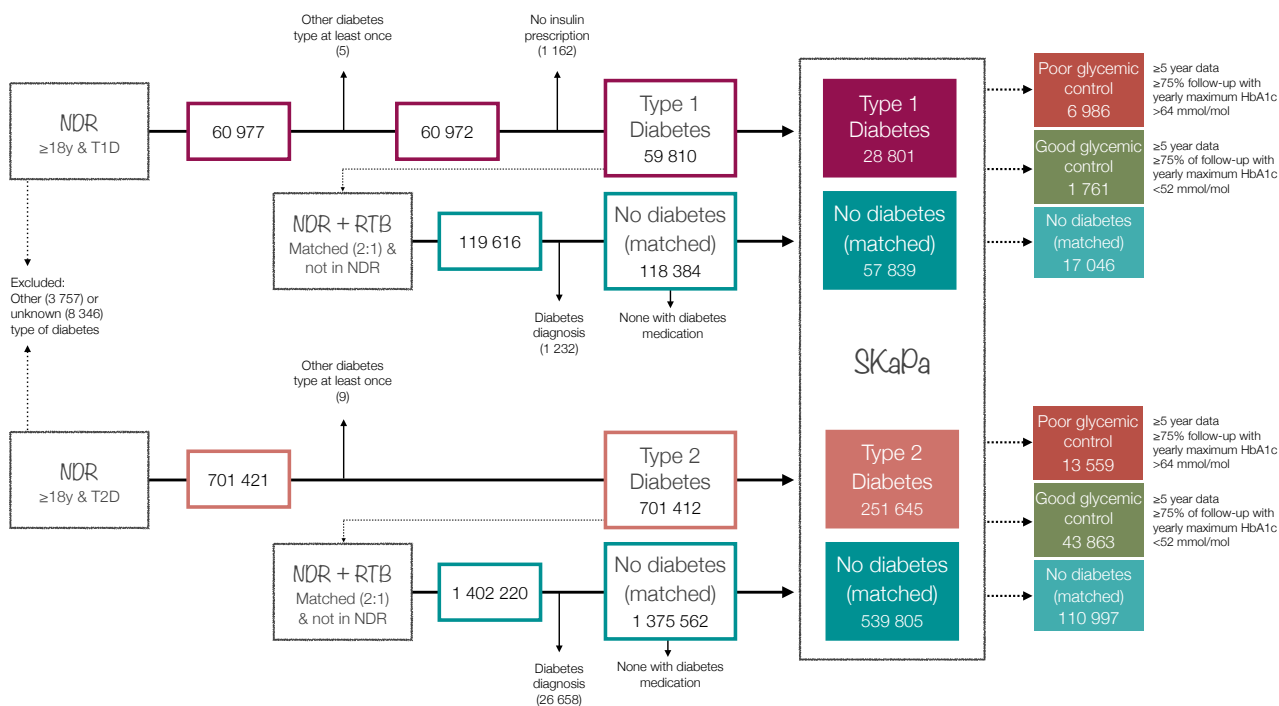 Other diabetes
type at least once
(5)
No insulin
prescription
(1 162)
NDR
≥18y & T1D
60 977
60 972
Type 1
Diabetes
59 810
Type 1
Diabetes
28 801
Poor glycemic
control
6 986
≥5 year data
≥75% follow-up with
yearly maximum HbA1c
>64 mmol/mol
Good glycemic
control
1 761
≥5 year data
≥75% of follow-up with
yearly maximum HbA1c
<52 mmol/mol
NDR + RTB
Matched (2:1) &
not in NDR
119 616
No diabetes
(matched)
118 384
No diabetes
(matched)
57 839
No diabetes
(matched)
17 046
Excluded:
Other (3 757) or
unknown (8 346)
type of diabetes
Diabetes
diagnosis
(1 232)
None with diabetes
medication
SKaPa
Other diabetes
type at least once
(9)
NDR
≥18y & T2D
701 421
Type 2
Diabetes
701 412
Type 2
Diabetes
251 645
Poor glycemic
control
13 559
≥5 year data
≥75% follow-up with
yearly maximum HbA1c
>64 mmol/mol
Good glycemic
control
43 863
≥5 year data
≥75% of follow-up with
yearly maximum HbA1c
<52 mmol/mol
NDR + RTB
Matched (2:1)
& not in NDR
1 402 220
No diabetes
(matched)
1 375 562
No diabetes
(matched)
539 805
No diabetes
(matched)
110 997
Diabetes
diagnosis
(26 658)
None with diabetes
medication